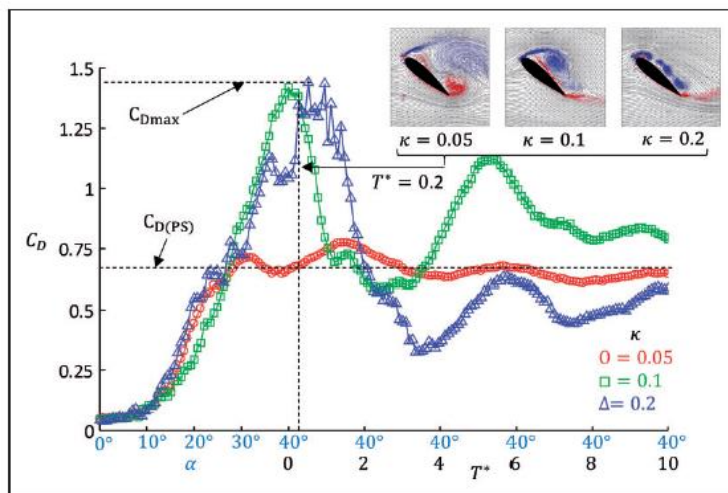 κ = 0.05 κ = 0.1 κ = 0.2
1.5
C_Dmax
1.25
T* = 0.2
1
C_D(PS)
C_D
0.75
0.5
κ
O = 0.05
0.25
□ = 0.1
Δ= 0.2
0
0° 10° 20° 30° 40° 40° 40° 40° 40° 40°
α 0 2 4 T* 6 8 10